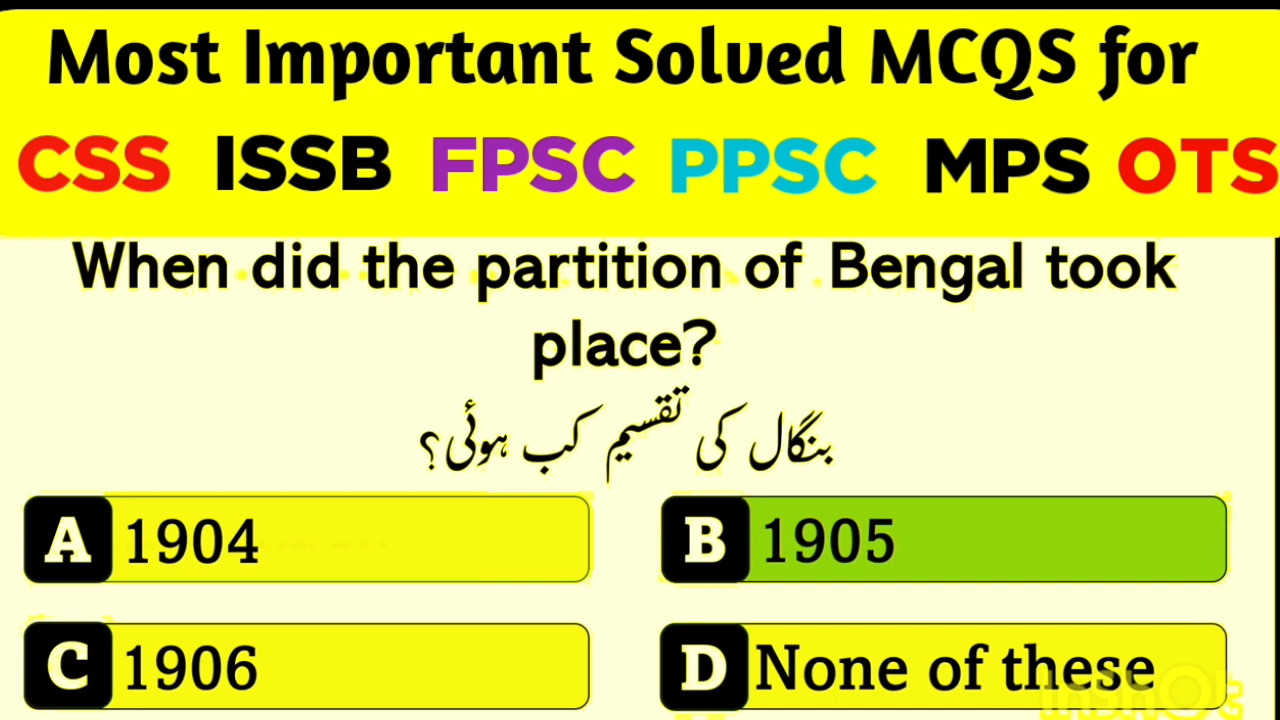 Most Important Solved MCQS for
CSS ISSB FPSC PPSC MPS OTS
When did the partition of Bengal took
place?
بنگال کی تقسیم کب ہوئی؟
A 1904
B 1905
C 1906
D None of these
InShOt